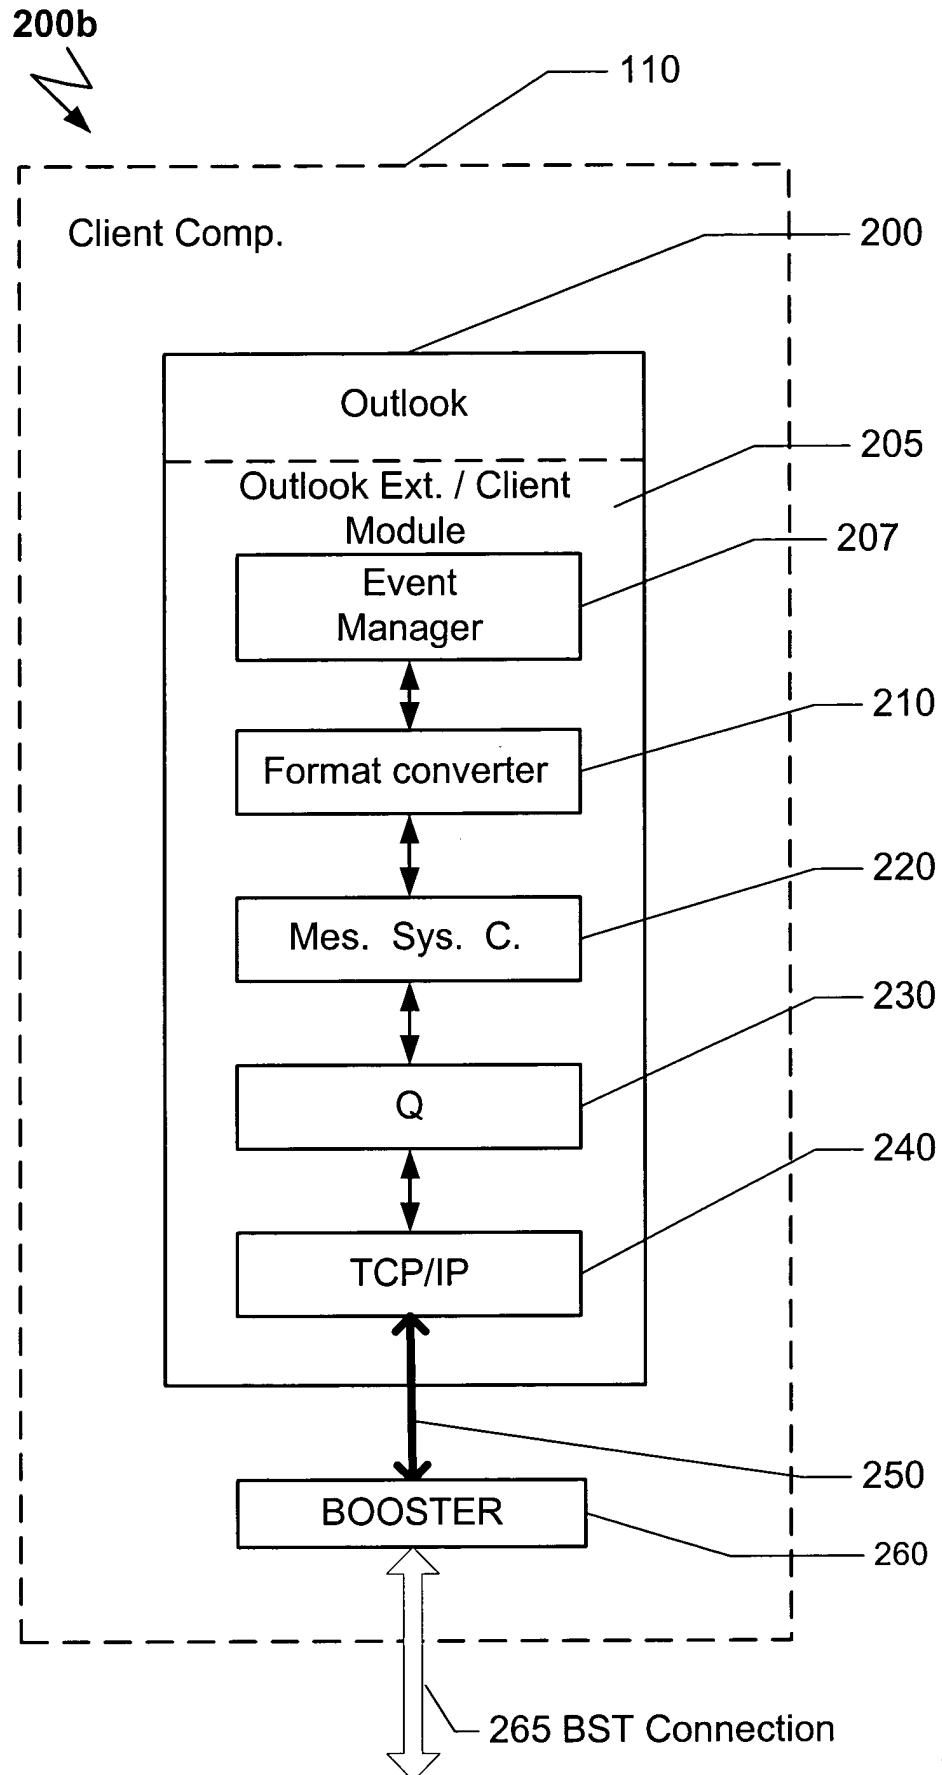 200b
110
Client Comp.
200
Outlook
205
Outlook Ext. / Client
Module
207
Event
Manager
210
Format converter
220
Mes. Sys. C.
230
Q
240
TCP/IP
250
BOOSTER
260
265 BST Connection